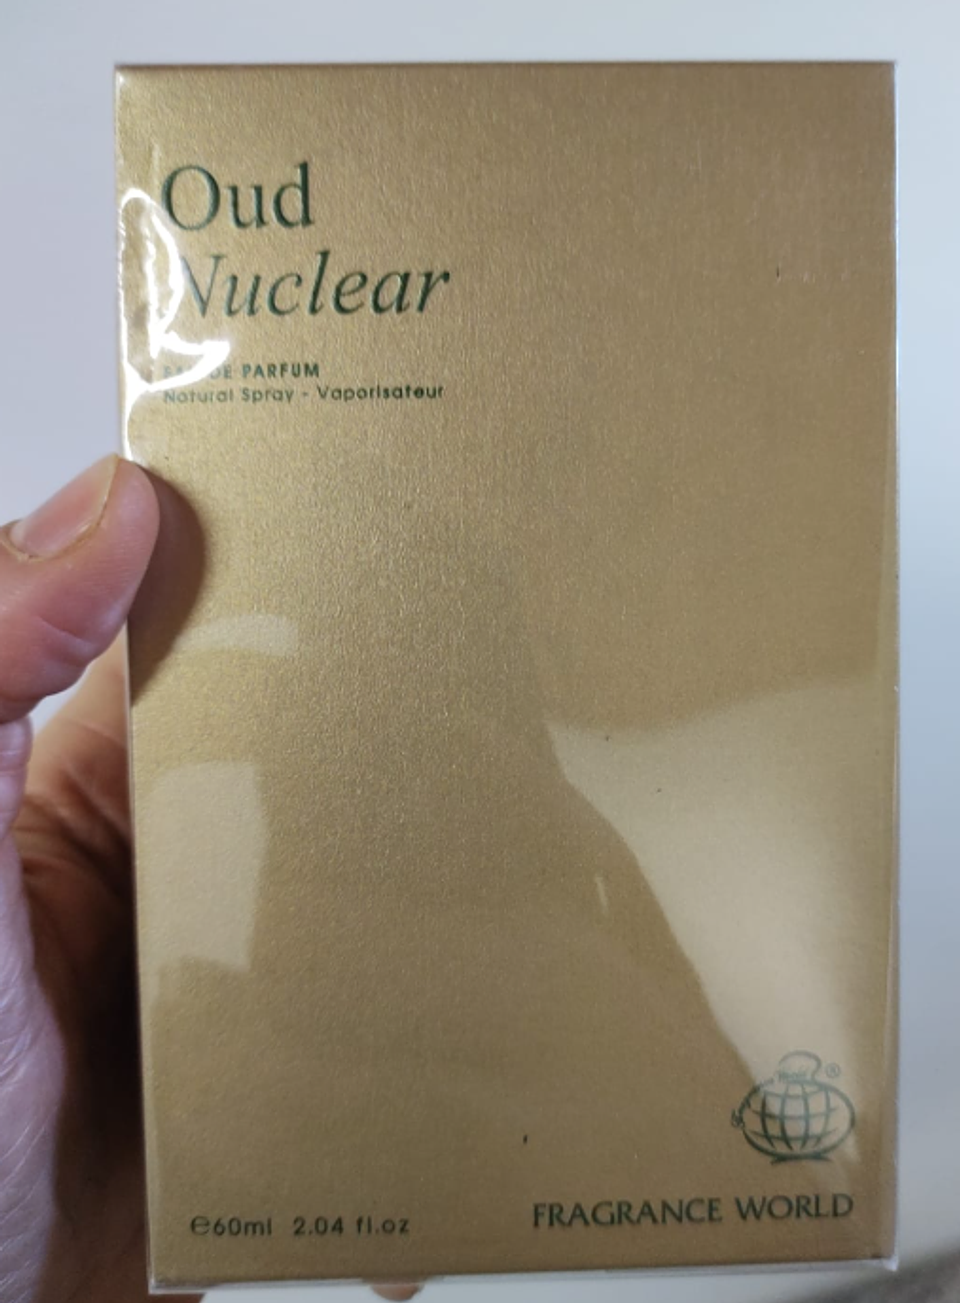 Oud
Nuclear
DE PARFUM
Natural Spray - Vaporisateur
℮60ml 2.04 fl.oz
®
FRAGRANCE WORLD